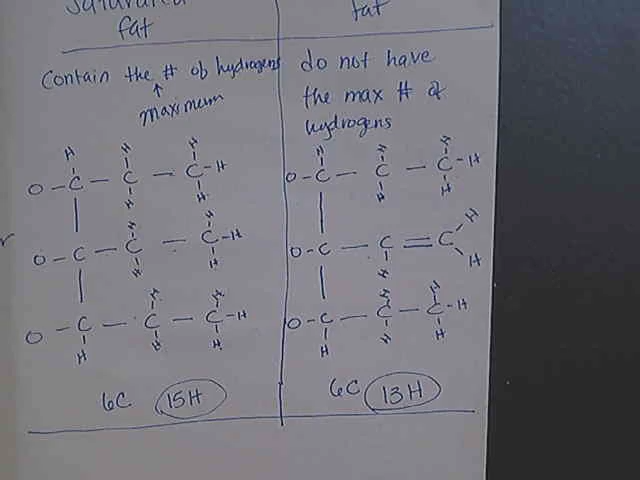 fat
fat
Contain the # of hydrogens
↑
maximum
do not have
the max # of
hydrogens
H H H
O - C — C — C - H
H H
H H
O - C — C — C - H
H H
H H
O - C — C — C - H
H H H
6C 15H
H H H
O - C — C — C - H
H H
H
O - C — C = C
H H
H H
O - C — C — C - H
H H H
6C 13H